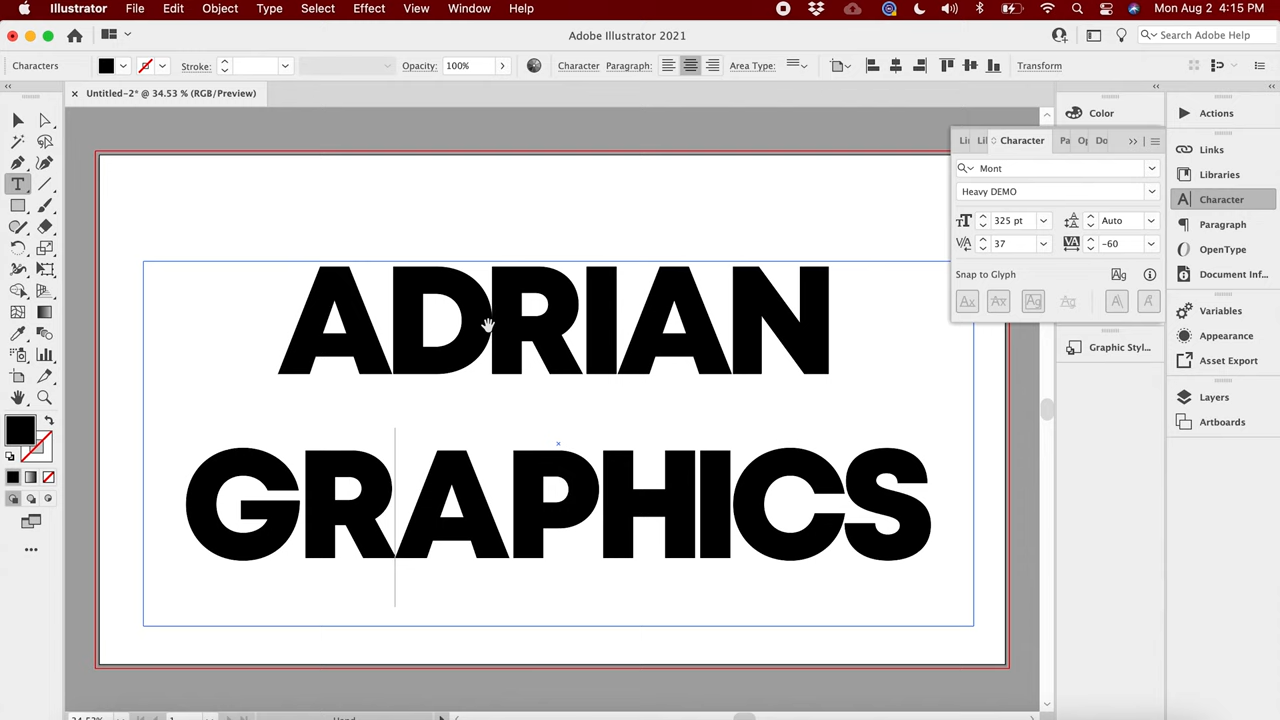 Illustrator File Edit Object Type Select Effect View Window Help Mon Aug 2 4:15 PM
Adobe Illustrator 2021 Search Adobe Help
Characters Stroke: Opacity: 100% Character Paragraph: Area Type: Transform
× Untitled-2* @ 34.53 % (RGB/Preview)
Color Actions
Character Links
Mont Libraries
Heavy DEMO Character
325 pt Auto Paragraph
37 -60 OpenType
Snap to Glyph Document Inf...
Variables
Appearance
Graphic Styl... Asset Export
Layers
Artboards
ADRIAN
GRAPHICS